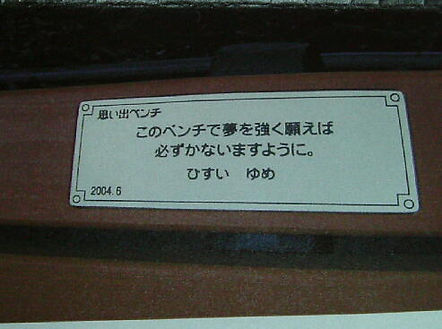 思い出ベンチ
このベンチで夢を強く願えば
必ずかないますように。
ひすい ゆめ
2004.6